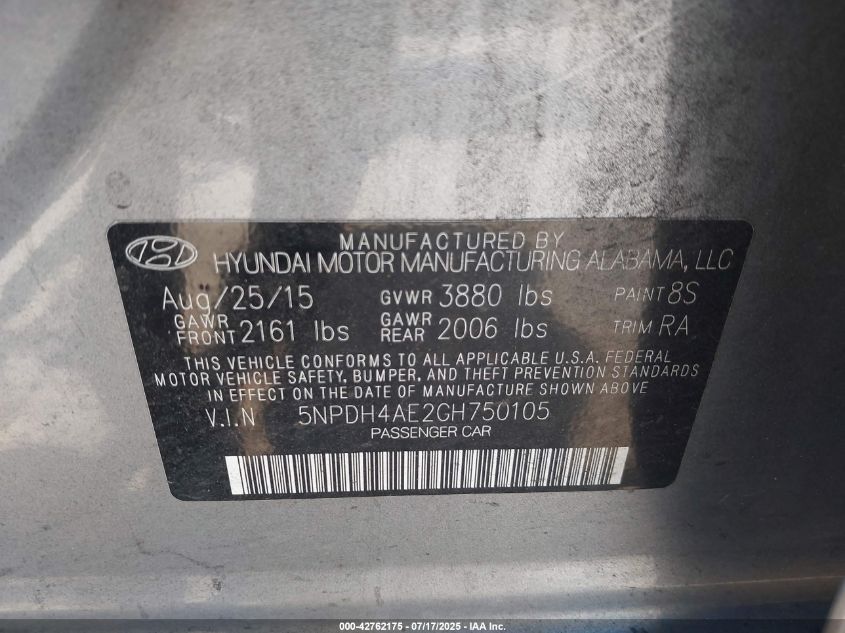 MANUFACTURED BY
HYUNDAI MOTOR MANUFACTURING ALABAMA, LLC
Aug/25/15 GVWR 3880 lbs PAINT 8S
GAWR FRONT 2161 lbs GAWR REAR 2006 lbs TRIM RA
THIS VEHICLE CONFORMS TO ALL APPLICABLE U.S.A. FEDERAL
MOTOR VEHICLE SAFETY, BUMPER, AND THEFT PREVENTION STANDARDS
IN EFFECT ON THE DATE OF MANUFACTURE SHOWN ABOVE
V.I.N 5NPDH4AE2GH750105
PASSENGER CAR
000-42762175 - 07/17/2025 - IAA Inc.